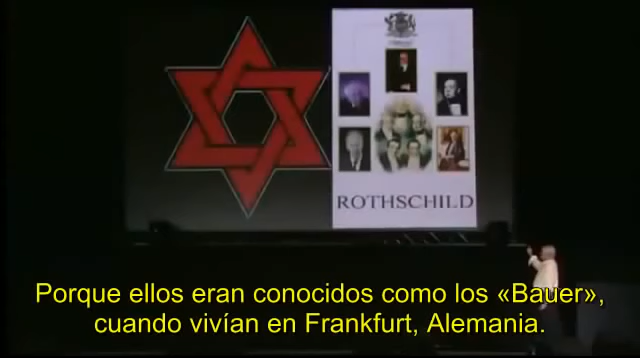 ROTHSCHILD
Porque ellos eran conocidos como los «Bauer»,
cuando vivían en Frankfurt, Alemania.